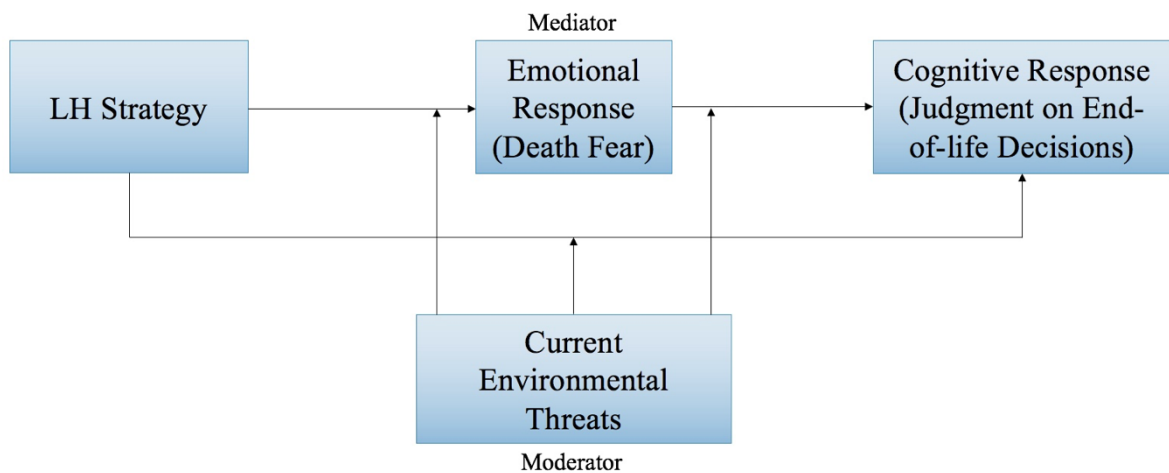 Mediator
LH Strategy
Emotional
Response
(Death Fear)
Cognitive Response
(Judgment on End-
of-life Decisions)
Current
Environmental
Threats
Moderator